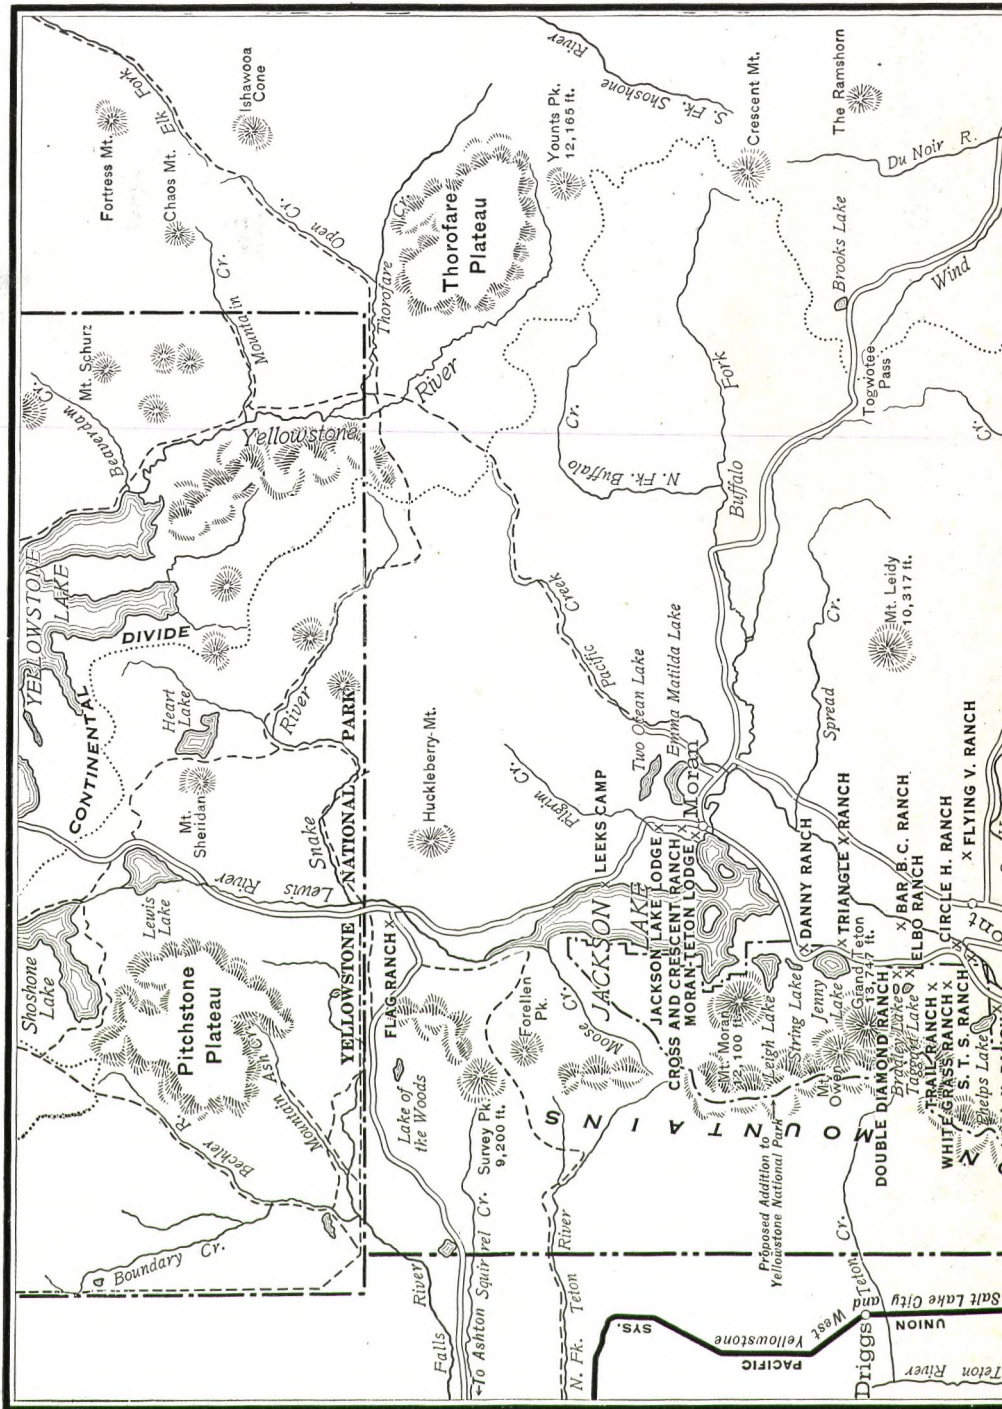 Fork
Elk
Fortress Mt.
Ishawooa
Cone
Chaos Mt.
Open Cr.
Mountain Cr.
Thorofare
Cr.
Thorofare
Plateau
Younts Pk.
12,165 ft.
S. Fk. Shoshone
River
Crescent Mt.
The Ramshorn
Du Noir R.
Brooks Lake
Wind
Togwotee
Pass
Mt. Schurz
Beaverdam
Cr.
Yellowstone
River
Buffalo
Fork
N. Fk. Buffalo
Cr.
Cr.
YELLOWSTONE
LAKE
CONTINENTAL
DIVIDE
Heart
Lake
Mt.
Sheridan
Snake
River
Huckleberry Mt.
Pacific
Creek
Two Ocean Lake
Emma Matilda Lake
Pilgrim Cr.
Moran
Spread
Cr.
Mt. Leidy
10,317 ft.
Shoshone
Lake
Lewis
Lake
Lewis
River
Pitchstone
Plateau
YELLOWSTONE
NATIONAL
PARK
FLAG RANCH
LEEKS CAMP
JACKSON
LAKE
JACKSON LAKE LODGE
CROSS AND CRESCENT RANCH
MORAN-TETON LODGE
DANNY RANCH
TRIANGLE X RANCH
BAR B. C. RANCH
ELBO RANCH
CIRCLE H. RANCH
FLYING V. RANCH
DOUBLE DIAMOND RANCH
TRAIL RANCH
WHITE GRASS RANCH
S. T. S. RANCH
Bechler
R.
Mountain
Ash Cr.
Boundary Cr.
Lake of
the Woods
Survey Pk.
9,200 ft.
Forellen
Pk.
Moose
Cr.
Mt. Moran
12,100 ft.
Leigh Lake
String Lake
Jenny
Lake
Mt.
Owen
Grand Teton
13,747 ft.
Bradley Lake
Taggart Lake
Phelps Lake
MOUNTAINS
N
Proposed Addition to
Yellowstone National Park
Falls
River
To Ashton
Squirrel Cr.
N. Fk. Teton
River
Teton
Cr.
Driggs
Teton River
SYS.
PACIFIC
UNION
West
Yellowstone
and
Salt Lake City